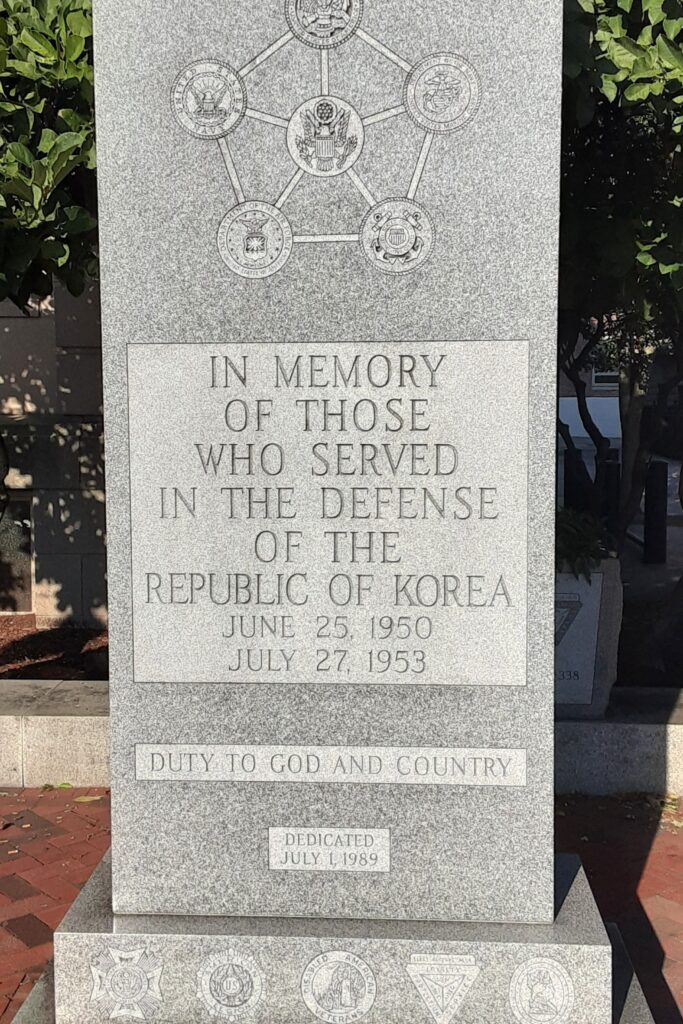 IN MEMORY
OF THOSE
WHO SERVED
IN THE DEFENSE
OF THE
REPUBLIC OF KOREA
JUNE 25, 1950
JULY 27, 1953
DUTY TO GOD AND COUNTRY
DEDICATED
JULY 1, 1989
338